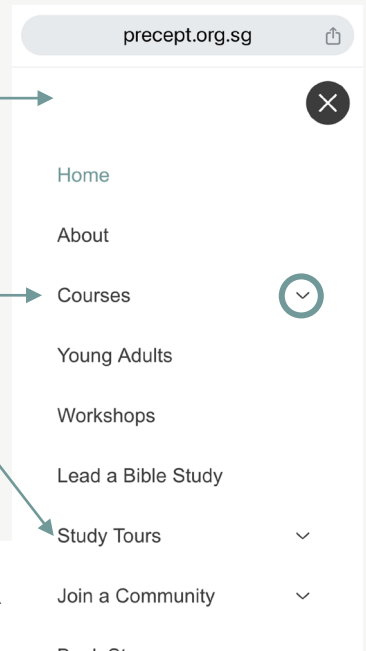 precept.org.sg
Home
About
Courses
Young Adults
Workshops
Lead a Bible Study
Study Tours
Join a Community